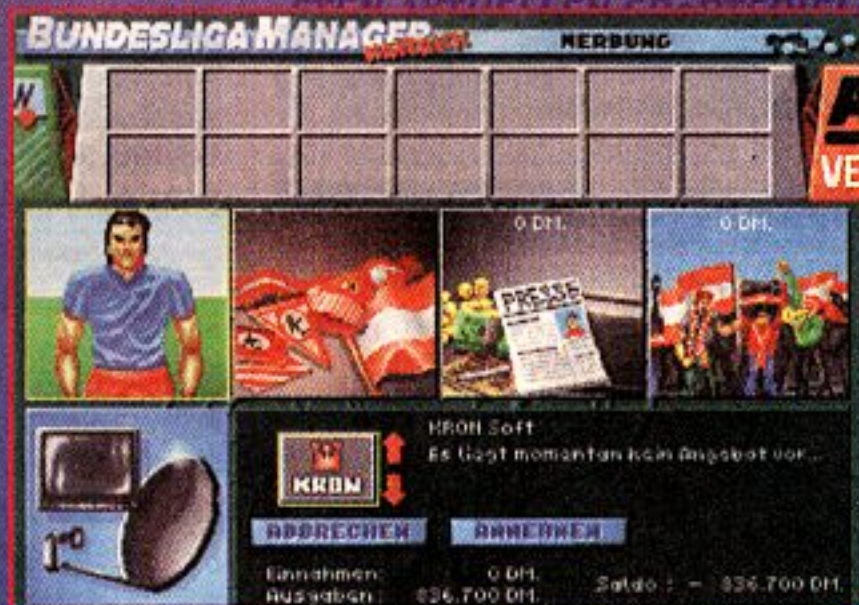 BUNDESLIGA MANAGER
WERBUNG
VE
0 DM.
0 DM.
PRESSE
K
KRON Soft
Es liegt momentan kein Angebot vor...
KRON
ABBRECHEN
ANWERBEN
Einnahmen: 0 DM.
Ausgaben: 836.700 DM.
Saldo : - 836.700 DM.